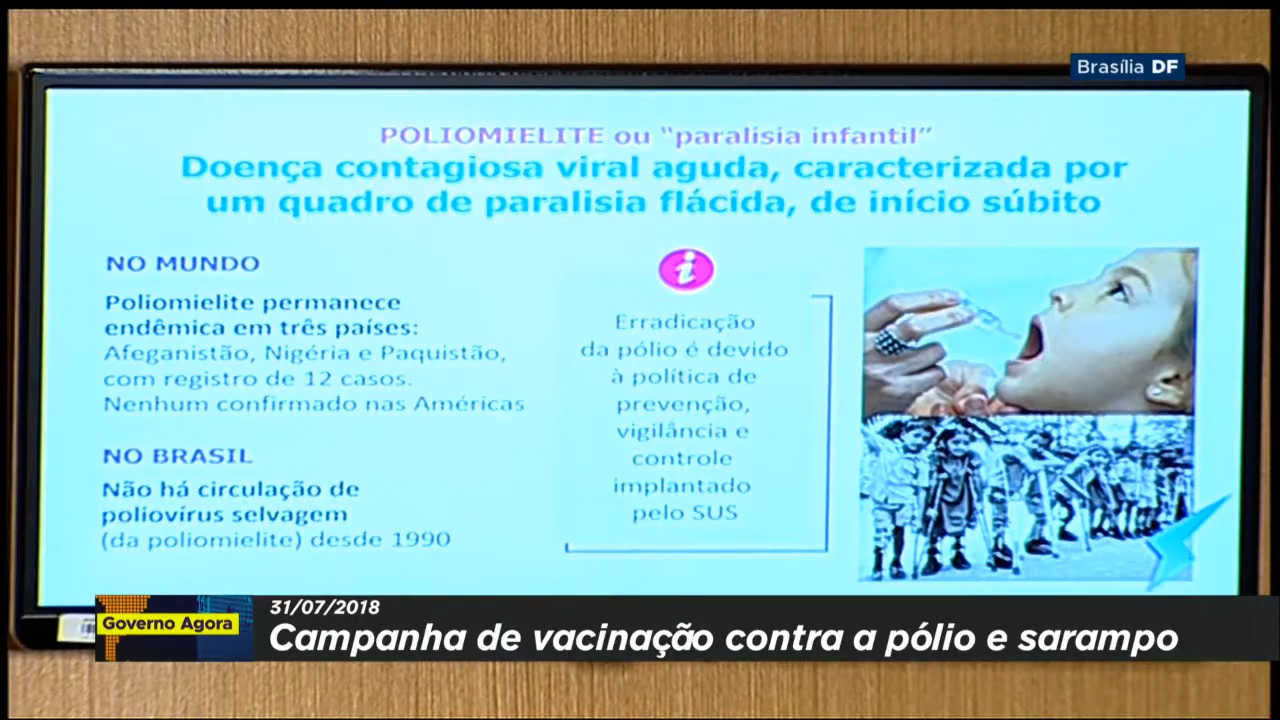 Brasília DF
POLIOMIELITE ou “paralisia infantil”
Doença contagiosa viral aguda, caracterizada por
um quadro de paralisia flácida, de início súbito
NO MUNDO
Poliomielite permanece
endêmica em três países:
Afeganistão, Nigéria e Paquistão,
com registro de 12 casos.
Nenhum confirmado nas Américas
NO BRASIL
Não há circulação de
poliovírus selvagem
(da poliomielite) desde 1990
i
Erradicação
da pólio é devido
à política de
prevenção,
vigilância e
controle
implantado
pelo SUS
Governo Agora
31/07/2018
Campanha de vacinação contra a pólio e sarampo